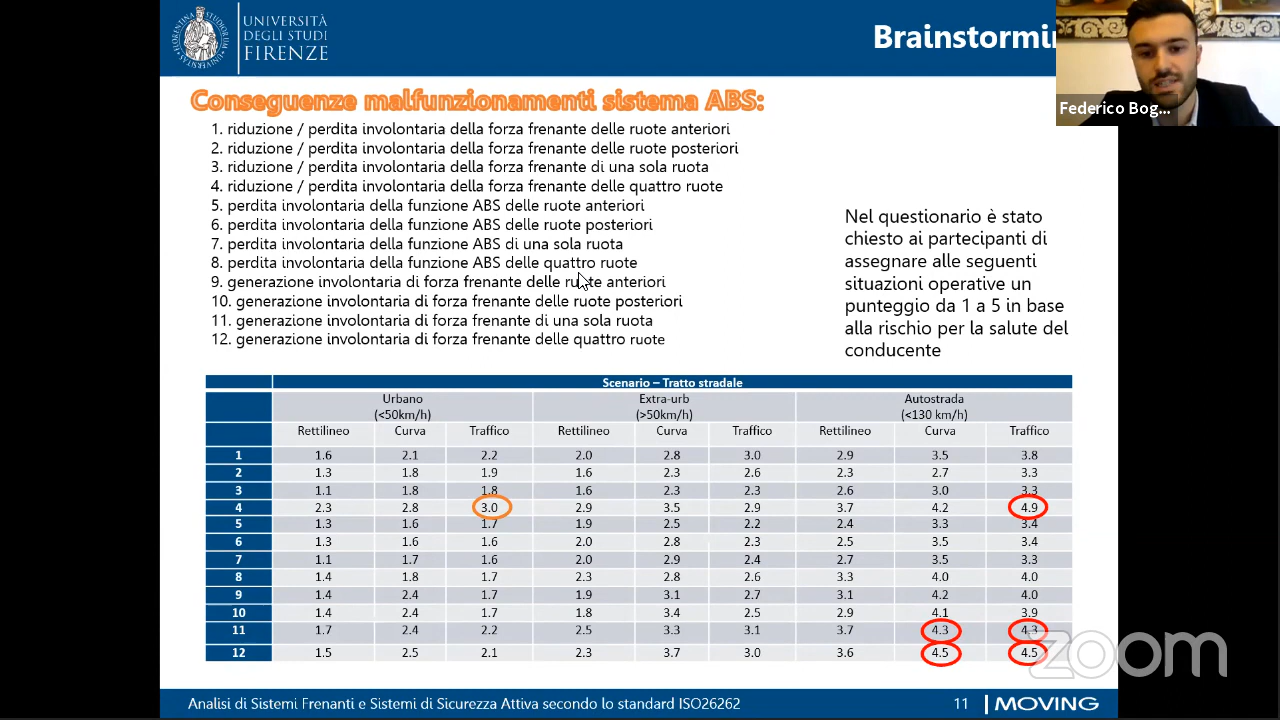 UNIVERSITÀ
DEGLI STUDI
FIRENZE
Brainstormin
Federico Bog...
Conseguenze malfunzionamenti sistema ABS:
1. riduzione / perdita involontaria della forza frenante delle ruote anteriori
2. riduzione / perdita involontaria della forza frenante delle ruote posteriori
3. riduzione / perdita involontaria della forza frenante di una sola ruota
4. riduzione / perdita involontaria della forza frenante delle quattro ruote
5. perdita involontaria della funzione ABS delle ruote anteriori
6. perdita involontaria della funzione ABS delle ruote posteriori
7. perdita involontaria della funzione ABS di una sola ruota
8. perdita involontaria della funzione ABS delle quattro ruote
9. generazione involontaria di forza frenante delle ruote anteriori
10. generazione involontaria di forza frenante delle ruote posteriori
11. generazione involontaria di forza frenante di una sola ruota
12. generazione involontaria di forza frenante delle quattro ruote
Nel questionario è stato
chiesto ai partecipanti di
assegnare alle seguenti
situazioni operative un
punteggio da 1 a 5 in base
alla rischio per la salute del
conducente
Scenario – Tratto stradale
Urbano Extra-urb Autostrada
(<50km/h) (>50km/h) (<130 km/h)
Rettilineo Curva Traffico Rettilineo Curva Traffico Rettilineo Curva Traffico
1 1.6 2.1 2.2 2.0 2.8 3.0 2.9 3.5 3.8
2 1.3 1.8 1.9 1.6 2.3 2.6 2.3 2.7 3.3
3 1.1 1.8 1.8 1.6 2.3 2.3 2.6 3.0 3.3
4 2.3 2.8 3.0 2.9 3.5 2.9 3.7 4.2 4.9
5 1.3 1.6 1.7 1.9 2.5 2.2 2.4 3.3 3.4
6 1.3 1.6 1.6 2.0 2.8 2.3 2.5 3.5 3.4
7 1.1 1.7 1.6 2.0 2.9 2.4 2.7 3.5 3.3
8 1.4 1.8 1.7 2.3 2.8 2.6 3.3 4.0 4.0
9 1.4 2.4 1.7 1.9 3.1 2.7 3.1 4.2 4.0
10 1.4 2.4 1.7 1.8 3.4 2.5 2.9 4.1 3.9
11 1.7 2.4 2.2 2.5 3.3 3.1 3.7 4.3 4.3
12 1.5 2.5 2.1 2.3 3.7 3.0 3.6 4.5 4.5
zoom
Analisi di Sistemi Frenanti e Sistemi di Sicurezza Attiva secondo lo standard ISO26262
11
MOVING